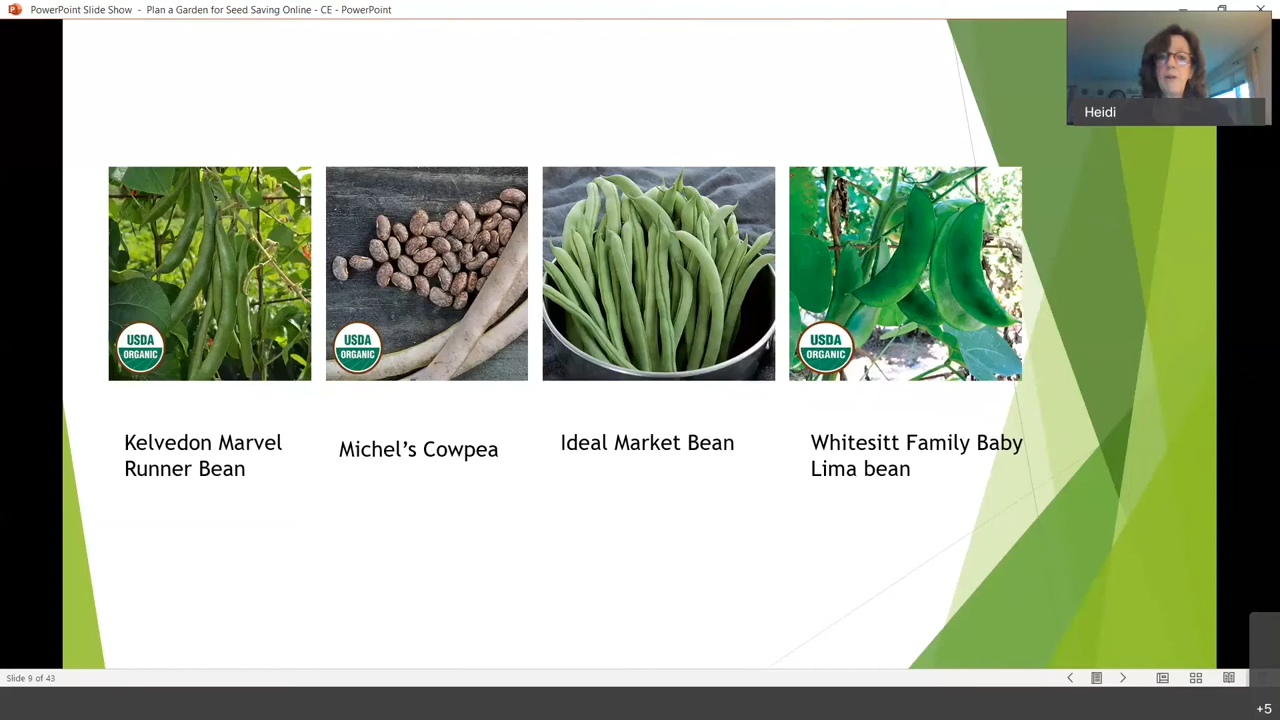 PowerPoint Slide Show - Plan a Garden for Seed Saving Online - CE - PowerPoint
Heidi
USDA
ORGANIC
USDA
ORGANIC
USDA
ORGANIC
Kelvedon Marvel
Runner Bean
Michel’s Cowpea
Ideal Market Bean
Whitesitt Family Baby
Lima bean
Slide 9 of 43
+5